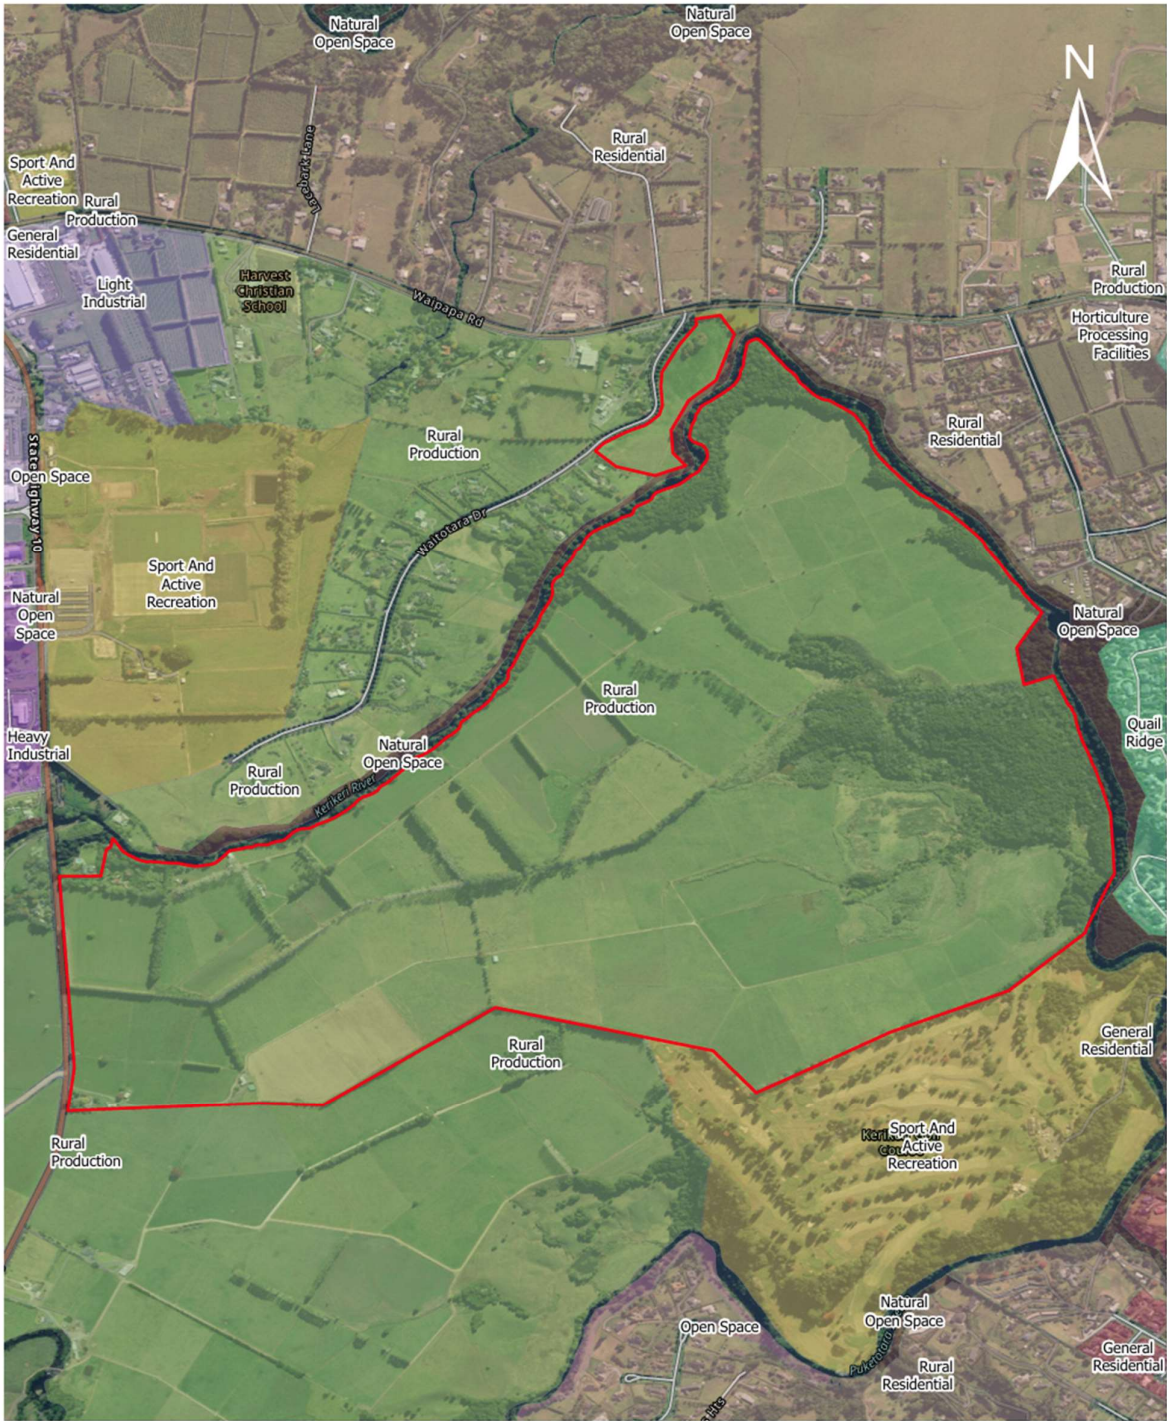 Natural
Open Space
Natural
Open Space
N
Lacebark Lane
Rural
Residential
Sport And
Active
Recreation
Rural
Production
General
Residential
Light
Industrial
Harvest
Christian
School
Waipapa Rd
Rural
Production
Horticulture
Processing
Facilities
Rural
Residential
Rural
Production
Open Space
State Highway 10
Waitotara Dr
Sport And
Active
Recreation
Natural
Open
Space
Natural
Open Space
Rural
Production
Quail
Ridge
Heavy
Industrial
Natural
Open Space
Rural
Production
Kerikeri River
General
Residential
Rural
Production
Rural
Production
Sport And
Active
Recreation
Natural
Open Space
Open Space
Puketotara
General
Residential
Rural
Residential
Hts